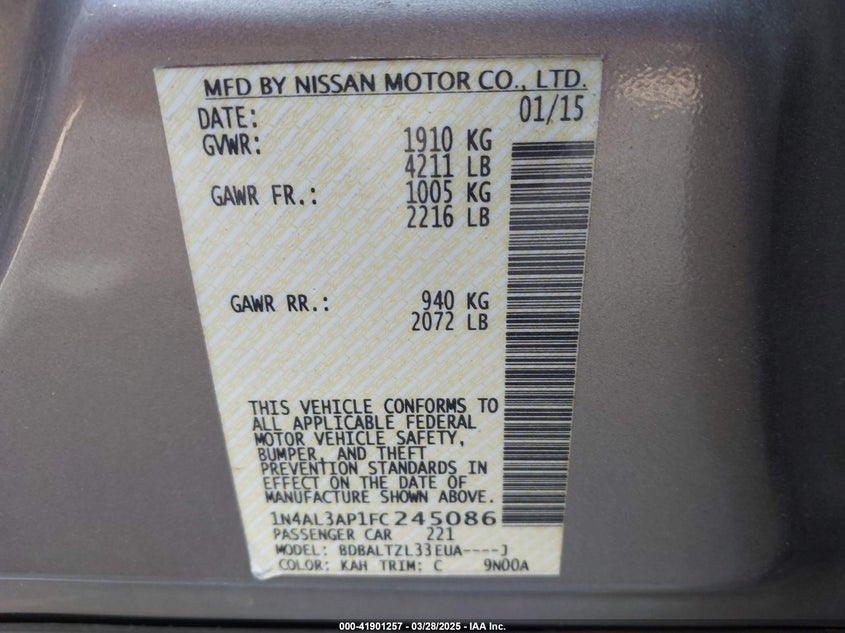 MFD BY NISSAN MOTOR CO., LTD.
DATE: 01/15
GVWR: 1910 KG
4211 LB
GAWR FR.: 1005 KG
2216 LB
GAWR RR.: 940 KG
2072 LB
THIS VEHICLE CONFORMS TO
ALL APPLICABLE FEDERAL
MOTOR VEHICLE SAFETY,
BUMPER, AND THEFT
PREVENTION STANDARDS IN
EFFECT ON THE DATE OF
MANUFACTURE SHOWN ABOVE.
1N4AL3AP1FC245086
PASSENGER CAR 221
MODEL: BDBALTZL33EUA----J
COLOR: KAH TRIM: C 9N00A
000-41901257 - 03/28/2025 - IAA Inc.